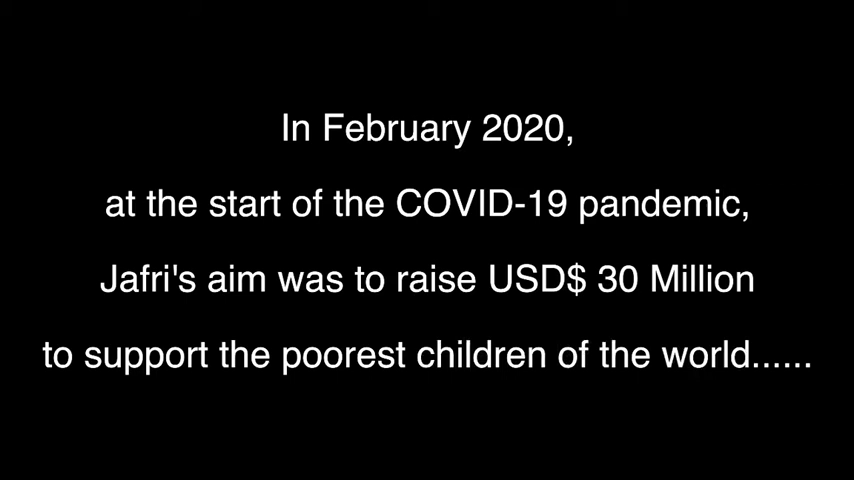 In February 2020,
at the start of the COVID-19 pandemic,
Jafri's aim was to raise USD$ 30 Million
to support the poorest children of the world......